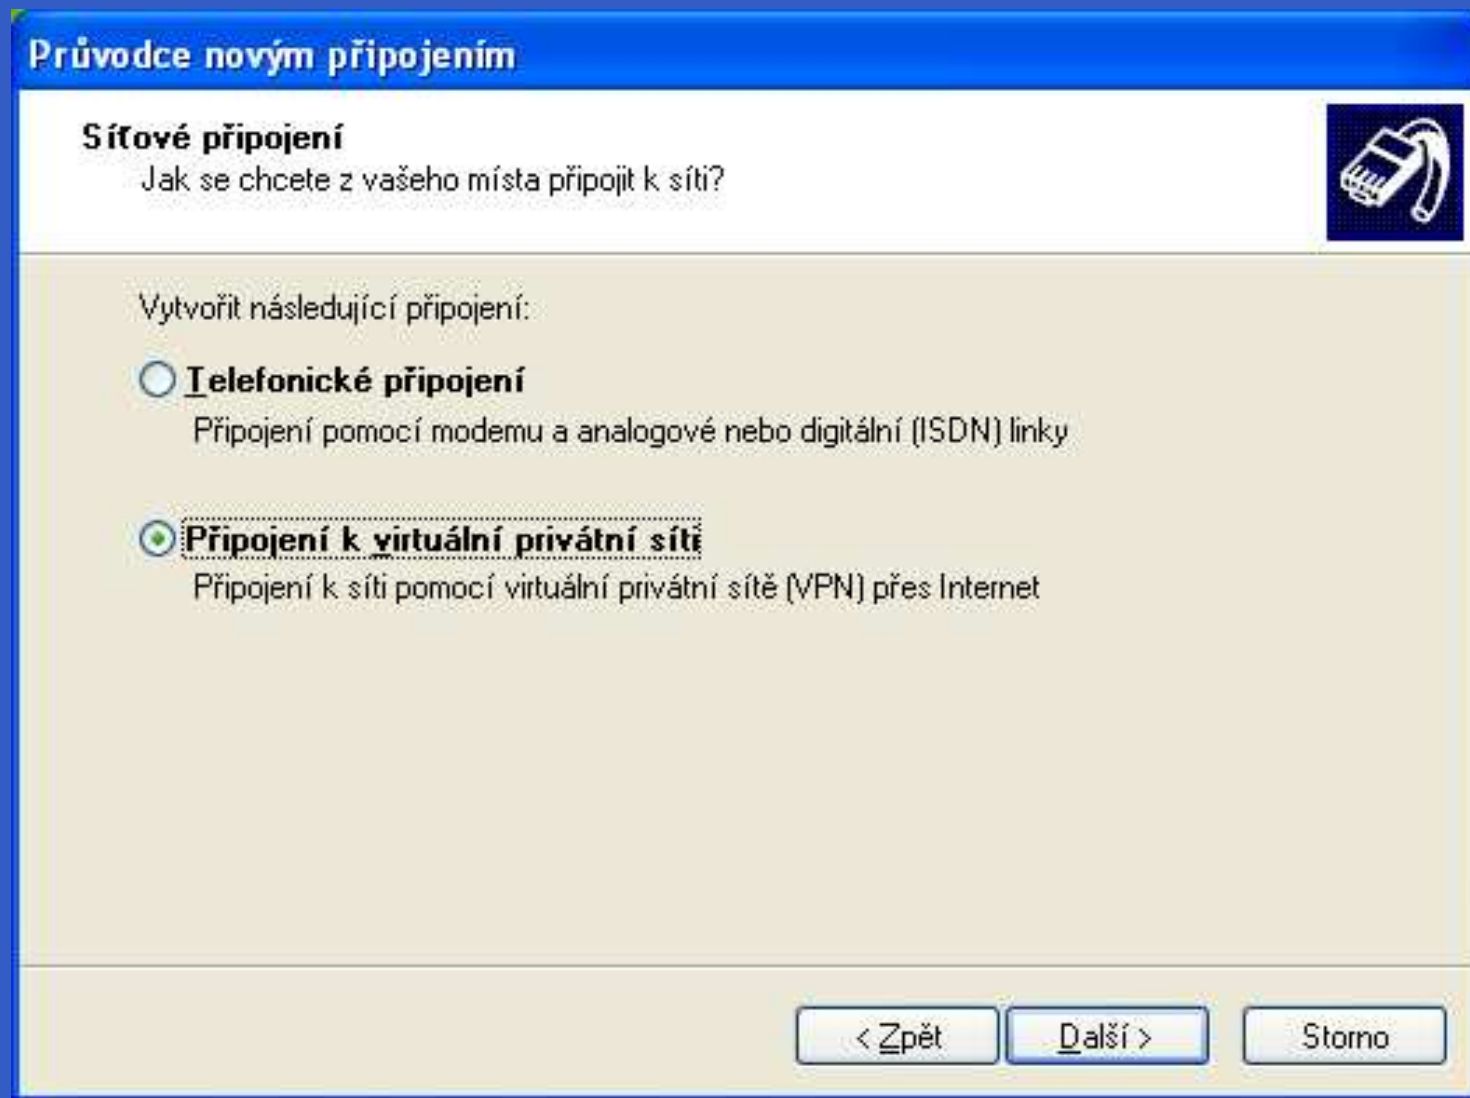 Průvodce novým připojením
Síťové připojení
Jak se chcete z vašeho místa připojit k síti?
Vytvořit následující připojení:
Telefonické připojení
Připojení pomocí modemu a analogové nebo digitální (ISDN) linky
Připojení k virtuální privátní síti
Připojení k síti pomocí virtuální privátní sítě (VPN) přes Internet
< Zpět Další > Storno